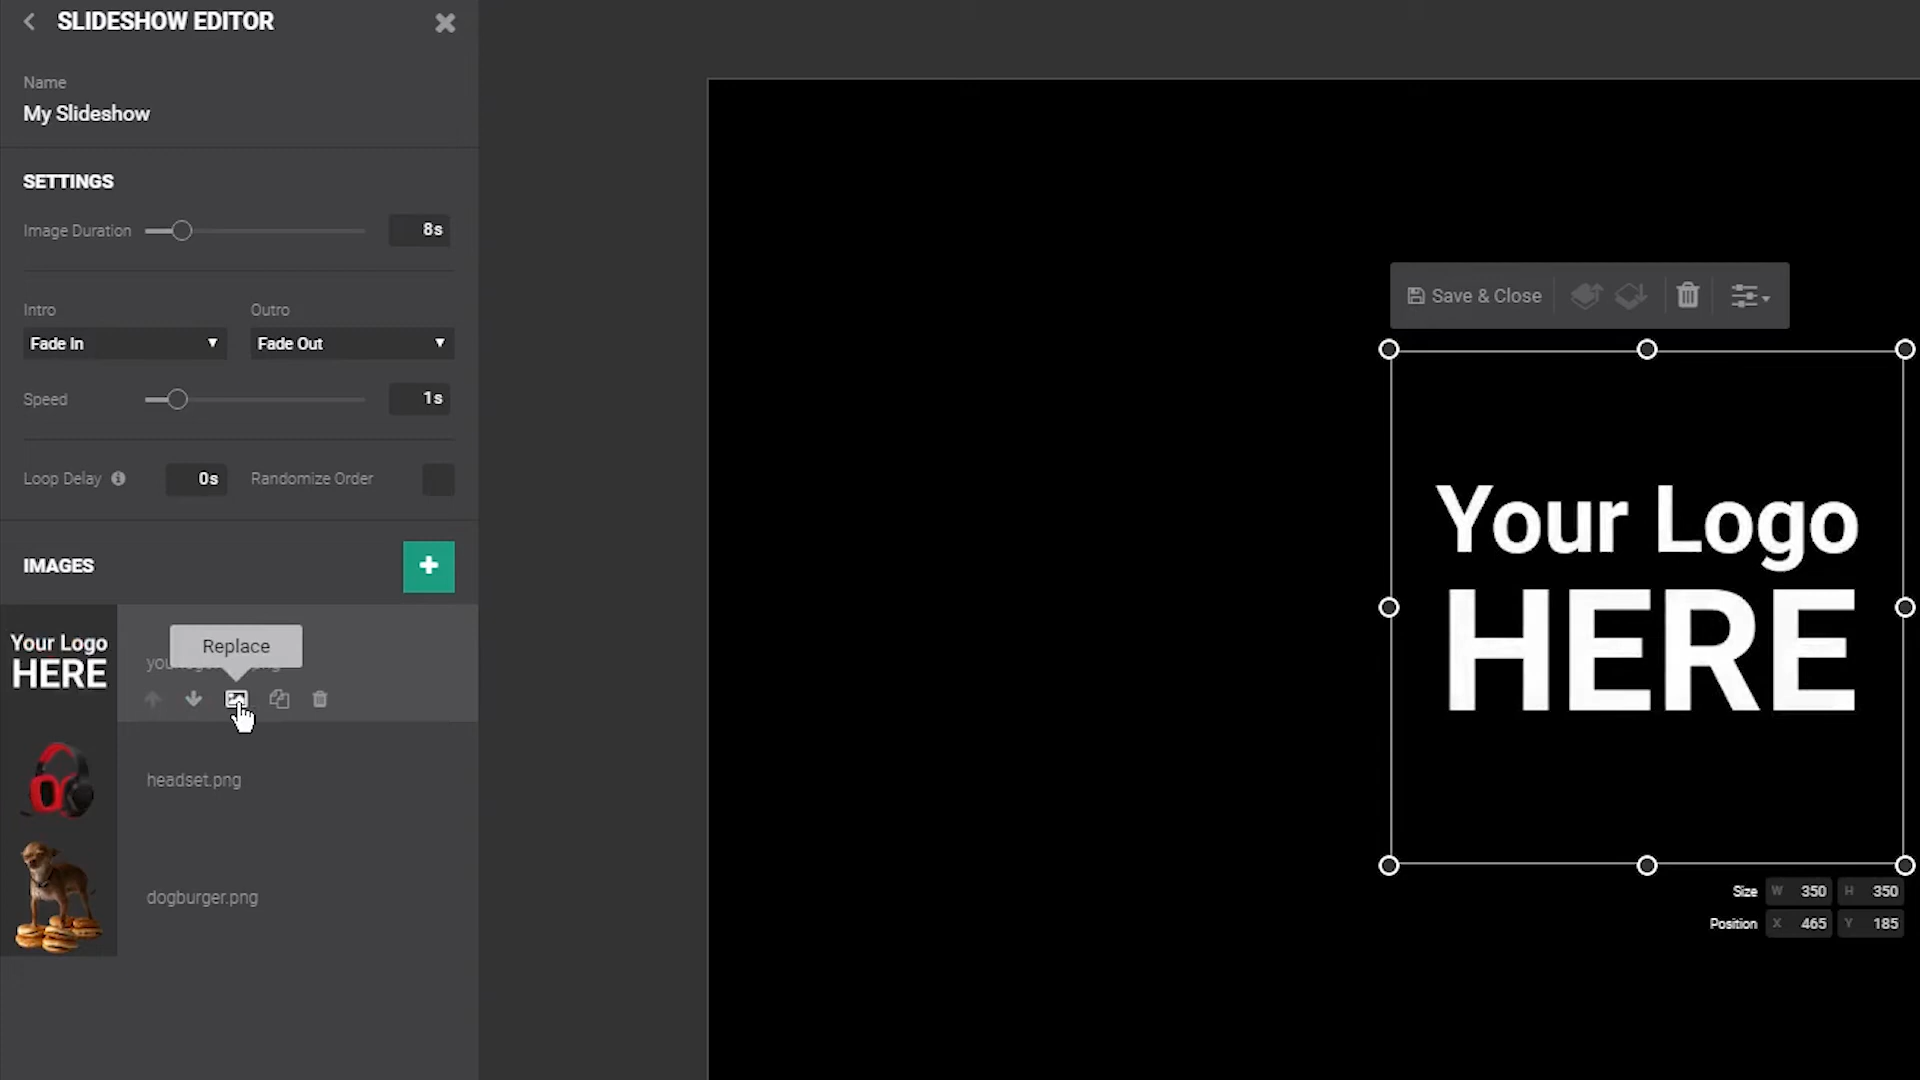 SLIDESHOW EDITOR
Name
My Slideshow
SETTINGS
Image Duration 8s
Intro Outro
Fade In Fade Out
Speed 1s
Loop Delay 0s Randomize Order
IMAGES
Your Logo
HERE
Replace
headset.png
dogburger.png
Save & Close
Your Logo
HERE
Size W 350 H 350
Position X 465 Y 185